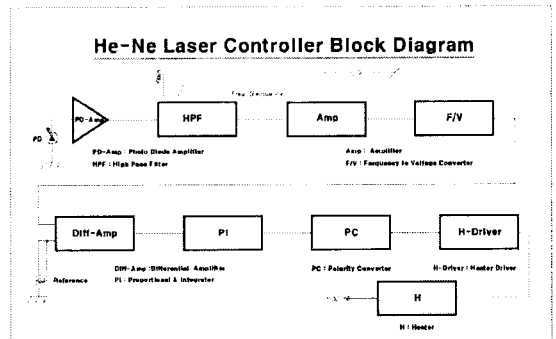 He-Ne Laser Controller Block Diagram
PD-Amp
HPF
Amp
F/V
PD
PD-Amp : Photo Diode Amplifier
HPF : High Pass Filter
Amp : Amplifier
F/V : Frequency to Voltage Converter
Diff-Amp
PI
PC
H-Driver
Reference
Diff-Amp : Differential Amplifier
PI : Proportional & Integrator
PC : Polarity Converter
H-Driver : Heater Driver
H
H : Heater